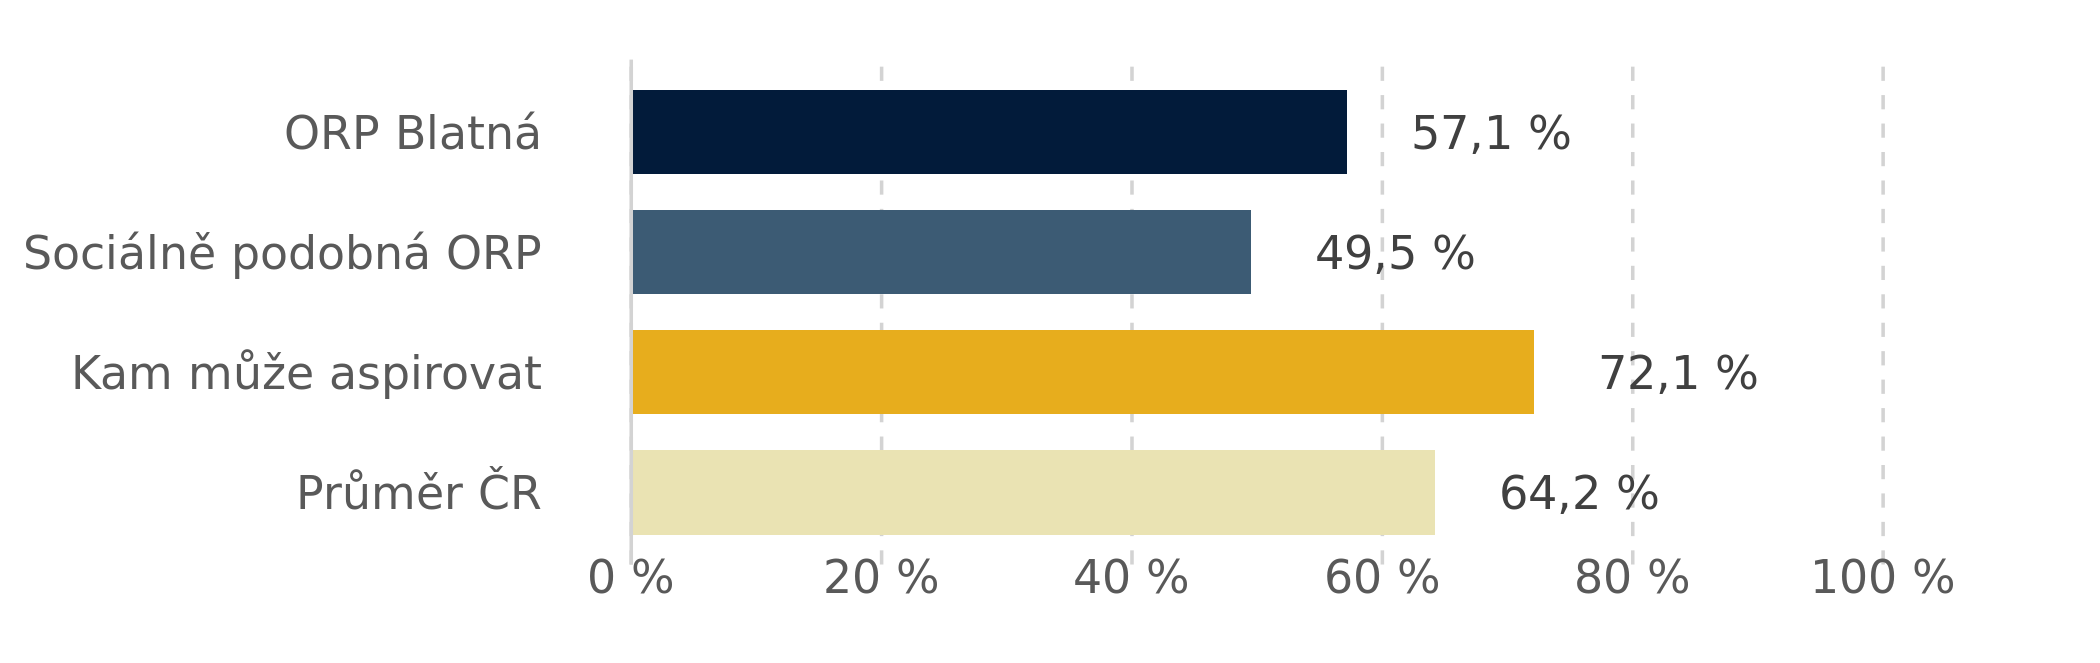 ORP Blatná 57,1 %
Sociálně podobná ORP 49,5 %
Kam může aspirovat 72,1 %
Průměr ČR 64,2 %
0 % 20 % 40 % 60 % 80 % 100 %